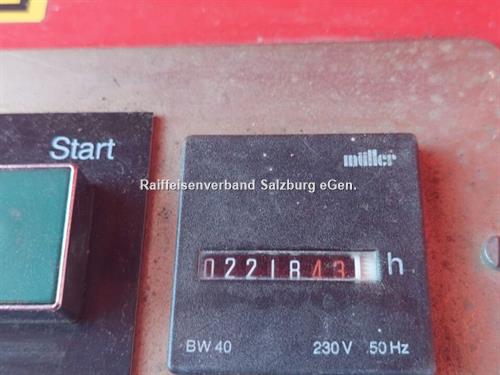 Start
müller
Raiffeisenverband Salzburg eGen.
0221843 h
BW 40 230 V 50 Hz